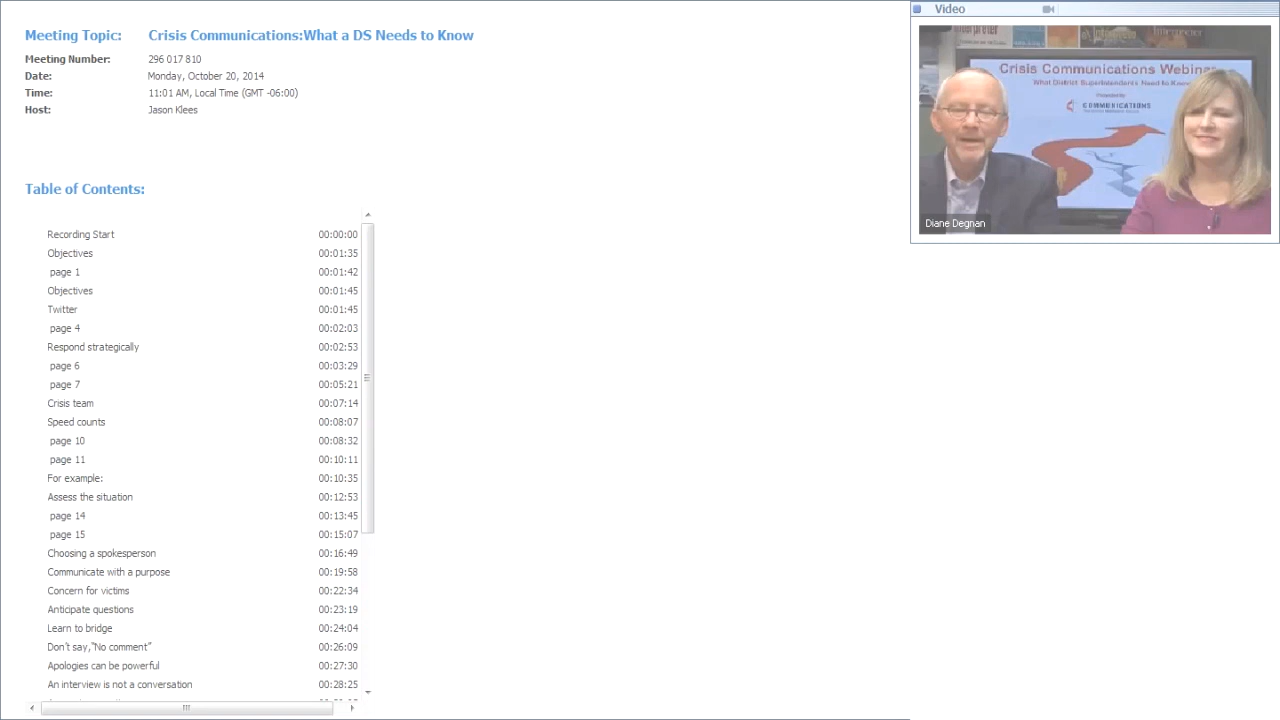 Meeting Topic: Crisis Communications:What a DS Needs to Know
Meeting Number: 296 017 810
Date: Monday, October 20, 2014
Time: 11:01 AM, Local Time (GMT -06:00)
Host: Jason Klees
Table of Contents:
Recording Start 00:00:00
Objectives 00:01:35
page 1 00:01:42
Objectives 00:01:45
Twitter 00:01:45
page 4 00:02:03
Respond strategically 00:02:53
page 6 00:03:29
page 7 00:05:21
Crisis team 00:07:14
Speed counts 00:08:07
page 10 00:08:32
page 11 00:10:11
For example: 00:10:35
Assess the situation 00:12:53
page 14 00:13:45
page 15 00:15:07
Choosing a spokesperson 00:16:49
Communicate with a purpose 00:19:58
Concern for victims 00:22:34
Anticipate questions 00:23:19
Learn to bridge 00:24:04
Don't say,"No comment" 00:26:09
Apologies can be powerful 00:27:30
An interview is not a conversation 00:28:25
Video
Interpreter
Crisis Communications Webinar
What District Superintendents Need to Know
COMMUNICATIONS
Diane Degnan